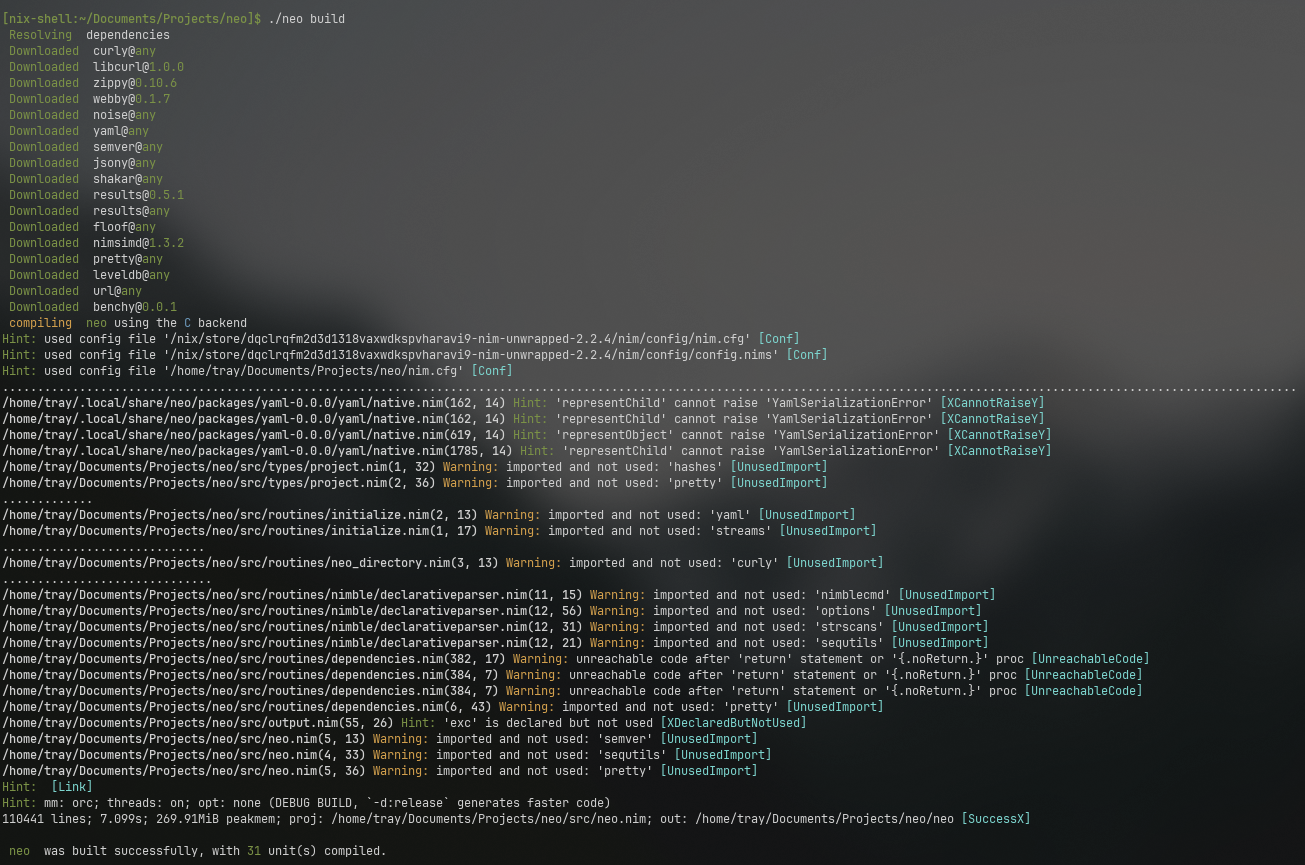 [nix-shell:~/Documents/Projects/neo]$ ./neo build
Resolving dependencies
Downloaded curly@any
Downloaded libcurl@1.0.0
Downloaded zippy@0.10.6
Downloaded webby@0.1.7
Downloaded noise@any
Downloaded yaml@any
Downloaded semver@any
Downloaded jsony@any
Downloaded shakar@any
Downloaded results@0.5.1
Downloaded results@any
Downloaded floof@any
Downloaded nimsimd@1.3.2
Downloaded pretty@any
Downloaded leveldb@any
Downloaded url@any
Downloaded benchy@0.0.1
compiling neo using the C backend
Hint: used config file '/nix/store/dqclrqfm2d3d1318vaxwdkspvharavi9-nim-unwrapped-2.2.4/nim/config/nim.cfg' [Conf]
Hint: used config file '/nix/store/dqclrqfm2d3d1318vaxwdkspvharavi9-nim-unwrapped-2.2.4/nim/config/config.nims' [Conf]
Hint: used config file '/home/tray/Documents/Projects/neo/nim.cfg' [Conf]
.........................................................................................................................................................................................
/home/tray/.local/share/neo/packages/yaml-0.0.0/yaml/native.nim(162, 14) Hint: 'representChild' cannot raise 'YamlSerializationError' [XCannotRaiseY]
/home/tray/.local/share/neo/packages/yaml-0.0.0/yaml/native.nim(162, 14) Hint: 'representChild' cannot raise 'YamlSerializationError' [XCannotRaiseY]
/home/tray/.local/share/neo/packages/yaml-0.0.0/yaml/native.nim(619, 14) Hint: 'representObject' cannot raise 'YamlSerializationError' [XCannotRaiseY]
/home/tray/.local/share/neo/packages/yaml-0.0.0/yaml/native.nim(1785, 14) Hint: 'representChild' cannot raise 'YamlSerializationError' [XCannotRaiseY]
/home/tray/Documents/Projects/neo/src/types/project.nim(1, 32) Warning: imported and not used: 'hashes' [UnusedImport]
/home/tray/Documents/Projects/neo/src/types/project.nim(2, 36) Warning: imported and not used: 'pretty' [UnusedImport]
.............
/home/tray/Documents/Projects/neo/src/routines/initialize.nim(2, 13) Warning: imported and not used: 'yaml' [UnusedImport]
/home/tray/Documents/Projects/neo/src/routines/initialize.nim(1, 17) Warning: imported and not used: 'streams' [UnusedImport]
.............................
/home/tray/Documents/Projects/neo/src/routines/neo_directory.nim(3, 13) Warning: imported and not used: 'curly' [UnusedImport]
..............................
/home/tray/Documents/Projects/neo/src/routines/nimble/declarativeparser.nim(11, 15) Warning: imported and not used: 'nimblecmd' [UnusedImport]
/home/tray/Documents/Projects/neo/src/routines/nimble/declarativeparser.nim(12, 56) Warning: imported and not used: 'options' [UnusedImport]
/home/tray/Documents/Projects/neo/src/routines/nimble/declarativeparser.nim(12, 31) Warning: imported and not used: 'strscans' [UnusedImport]
/home/tray/Documents/Projects/neo/src/routines/nimble/declarativeparser.nim(12, 21) Warning: imported and not used: 'sequtils' [UnusedImport]
/home/tray/Documents/Projects/neo/src/routines/dependencies.nim(382, 17) Warning: unreachable code after 'return' statement or '{.noReturn.}' proc [UnreachableCode]
/home/tray/Documents/Projects/neo/src/routines/dependencies.nim(384, 7) Warning: unreachable code after 'return' statement or '{.noReturn.}' proc [UnreachableCode]
/home/tray/Documents/Projects/neo/src/routines/dependencies.nim(384, 7) Warning: unreachable code after 'return' statement or '{.noReturn.}' proc [UnreachableCode]
/home/tray/Documents/Projects/neo/src/routines/dependencies.nim(6, 43) Warning: imported and not used: 'pretty' [UnusedImport]
/home/tray/Documents/Projects/neo/src/output.nim(55, 26) Hint: 'exc' is declared but not used [XDeclaredButNotUsed]
/home/tray/Documents/Projects/neo/src/neo.nim(5, 13) Warning: imported and not used: 'semver' [UnusedImport]
/home/tray/Documents/Projects/neo/src/neo.nim(4, 33) Warning: imported and not used: 'sequtils' [UnusedImport]
/home/tray/Documents/Projects/neo/src/neo.nim(5, 36) Warning: imported and not used: 'pretty' [UnusedImport]
Hint: [Link]
Hint: mm: orc; threads: on; opt: none (DEBUG BUILD, `-d:release` generates faster code)
110441 lines; 7.099s; 269.91MiB peakmem; proj: /home/tray/Documents/Projects/neo/src/neo.nim; out: /home/tray/Documents/Projects/neo/neo [SuccessX]
neo was built successfully, with 31 unit(s) compiled.